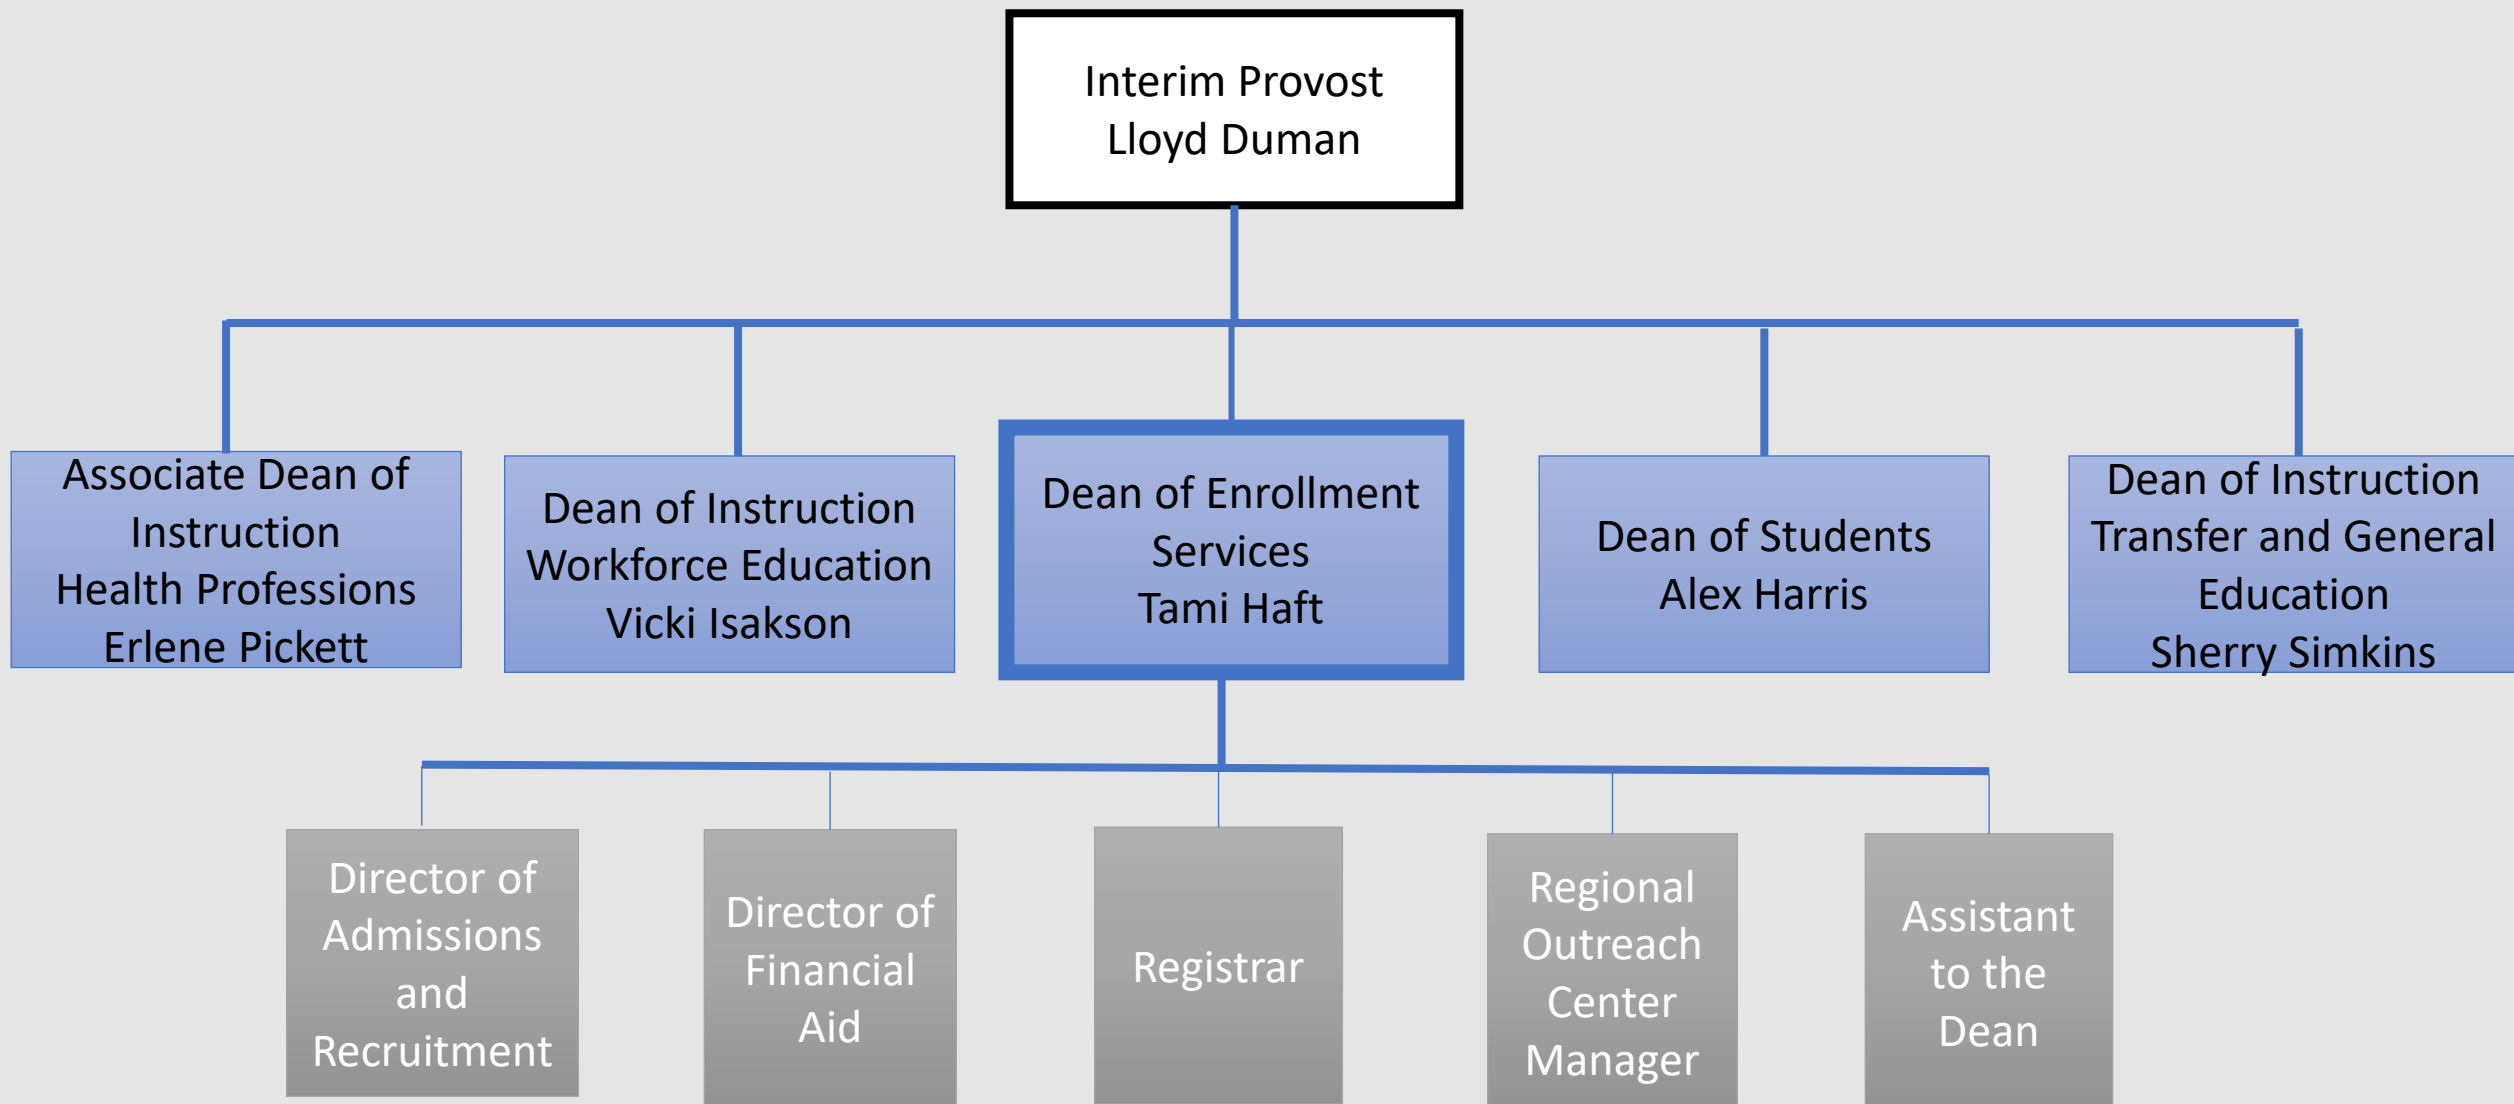 Interim Provost
Lloyd Duman
Associate Dean of
Instruction
Health Professions
Erlene Pickett
Dean of Instruction
Workforce Education
Vicki Isakson
Dean of Enrollment
Services
Tami Haft
Dean of Students
Alex Harris
Dean of Instruction
Transfer and General
Education
Sherry Simkins
Director of
Admissions
and
Recruitment
Director of
Financial
Aid
Registrar
Regional
Outreach
Center
Manager
Assistant
to the
Dean